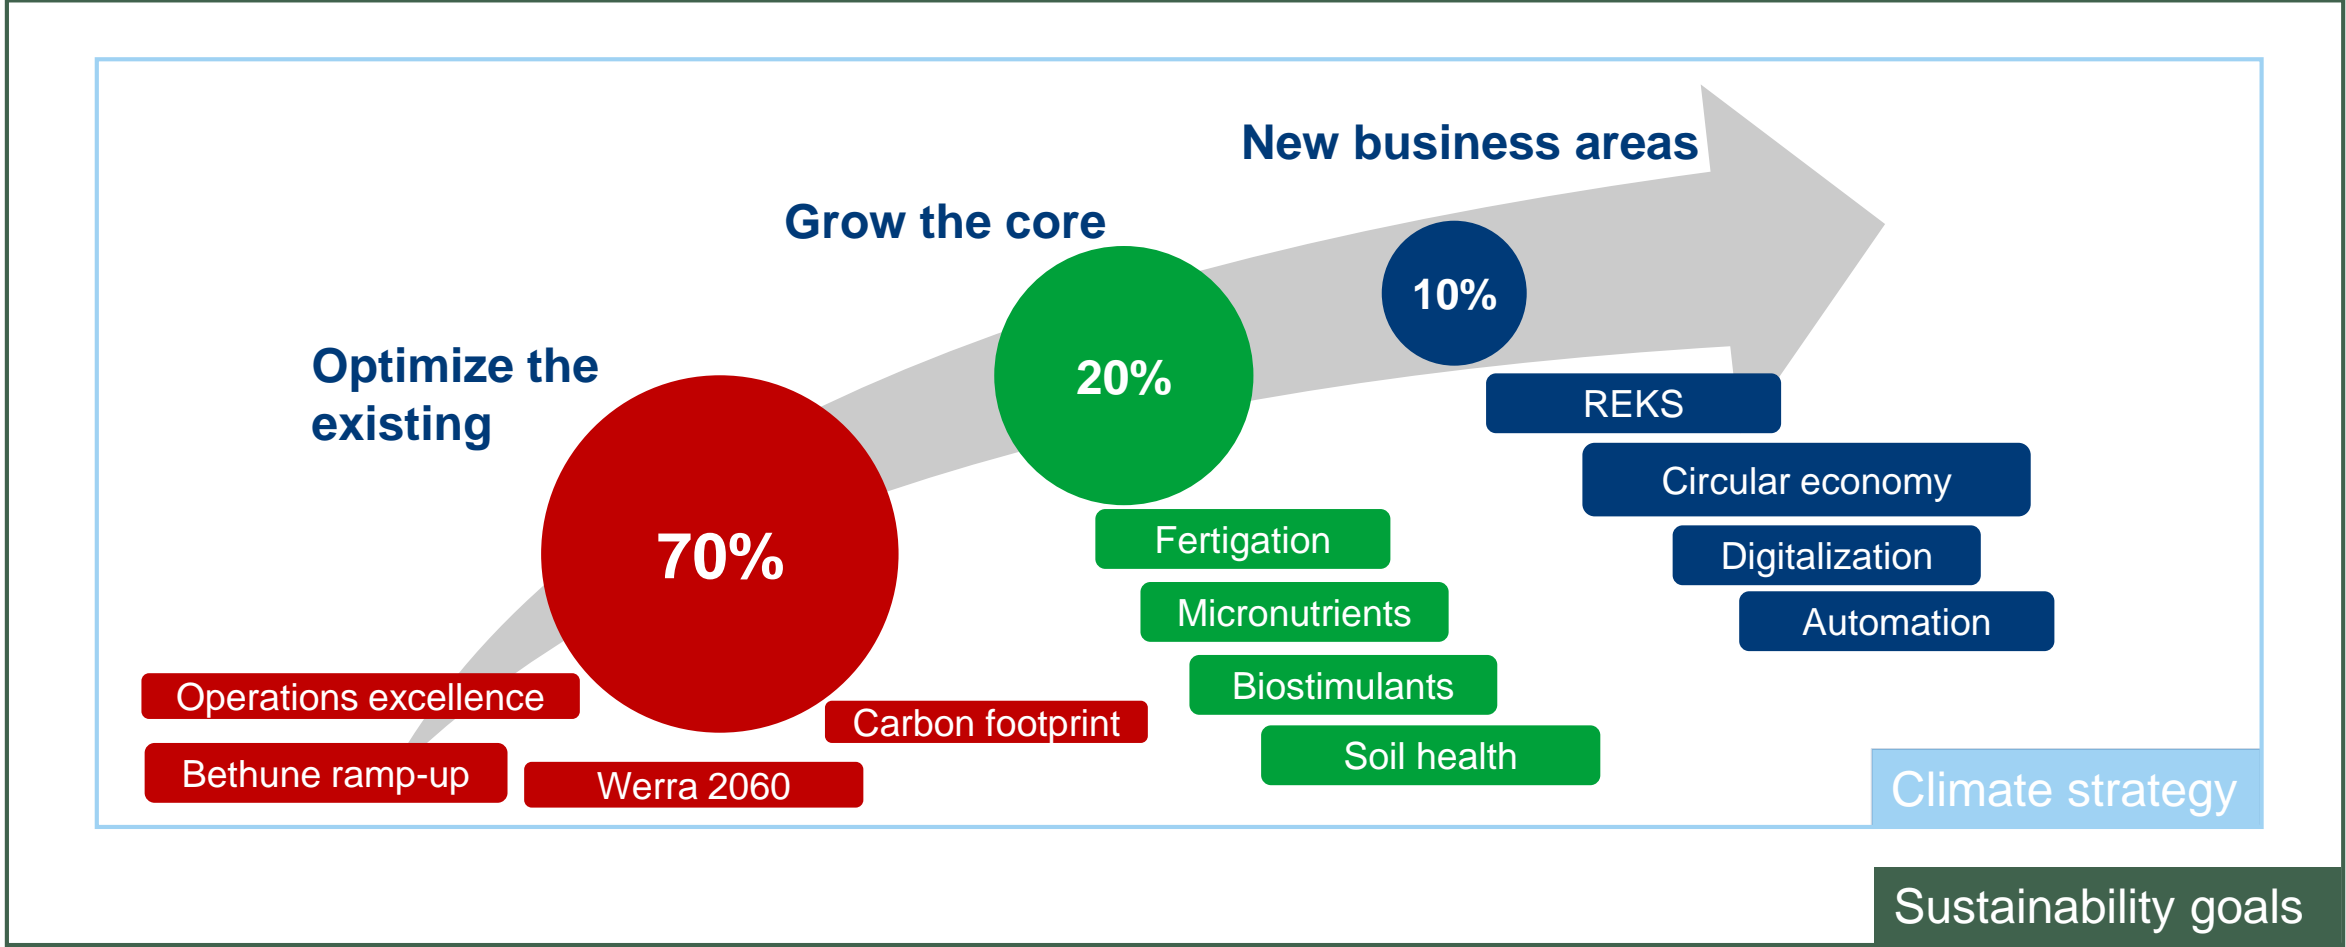 New business areas
Grow the core
10%
Optimize the
existing
20%
REKS
Circular economy
70%
Fertigation
Digitalization
Micronutrients
Automation
Operations excellence
Biostimulants
Carbon footprint
Bethune ramp-up
Werra 2060
Soil health
Climate strategy
Sustainability goals